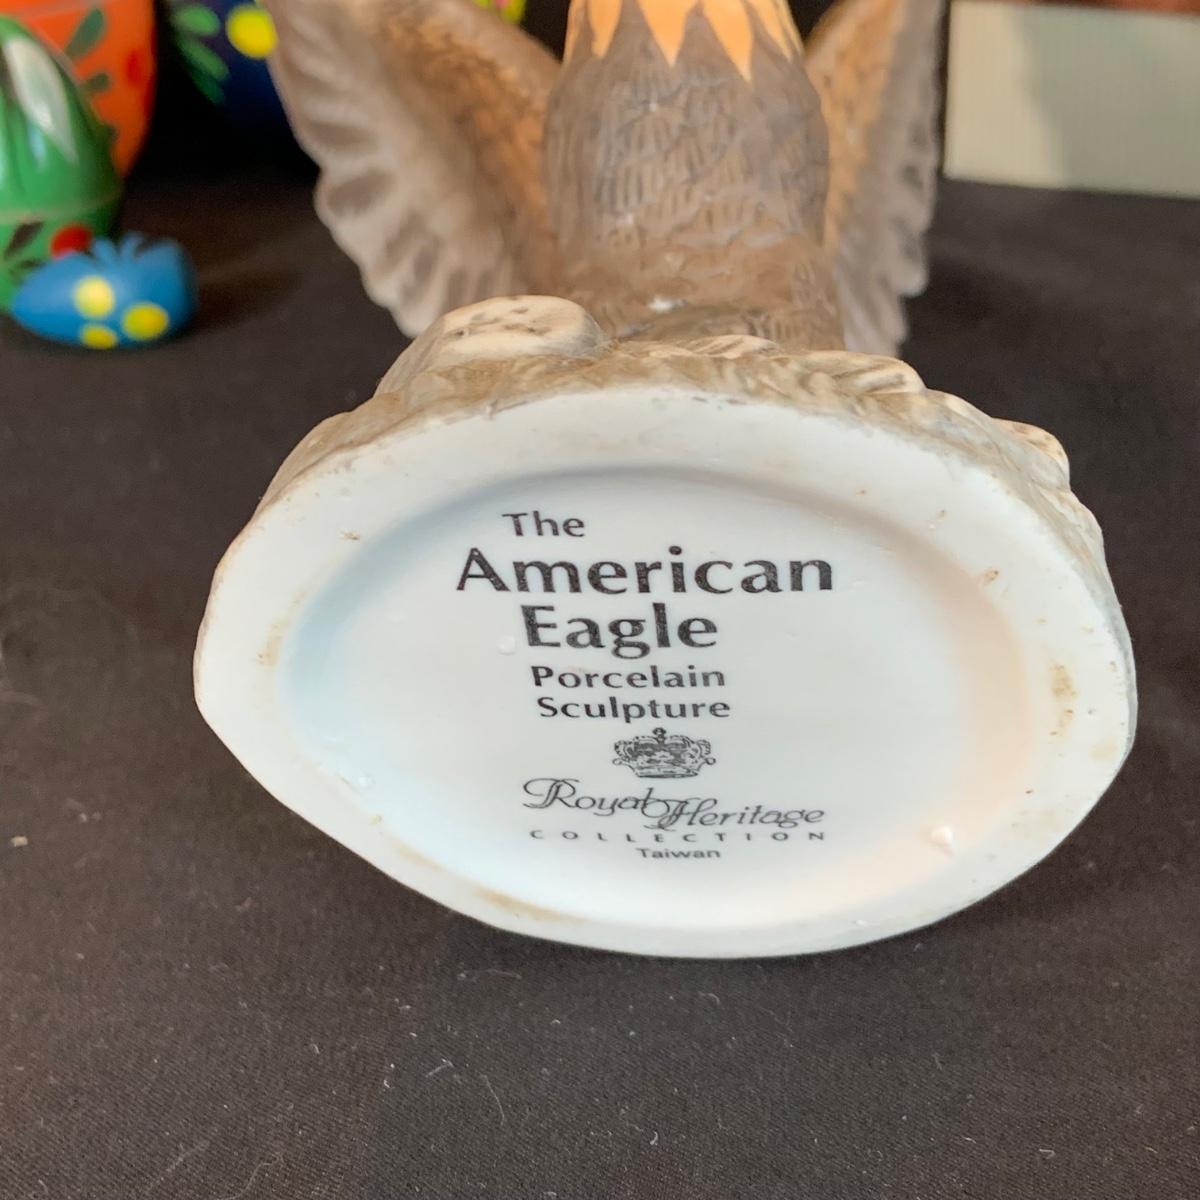 The
American
Eagle
Porcelain
Sculpture
Royal Heritage
COLLECTION
Taiwan